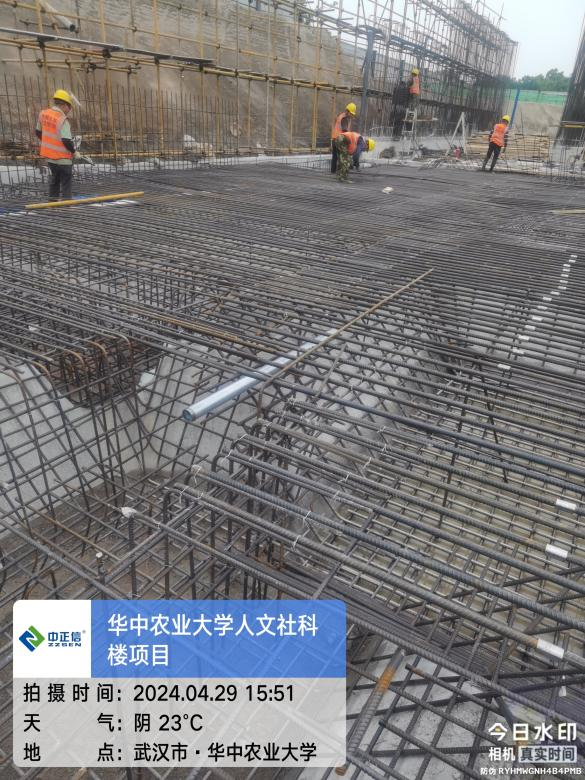 中正信®
ZZSEN
华中农业大学人文社科
楼项目
拍摄时间：2024.04.29 15:51
天气：阴 23°C
地点：武汉市·华中农业大学
今日水印
相机 真实时间
防伪 RYHMWGNH4B4PMB